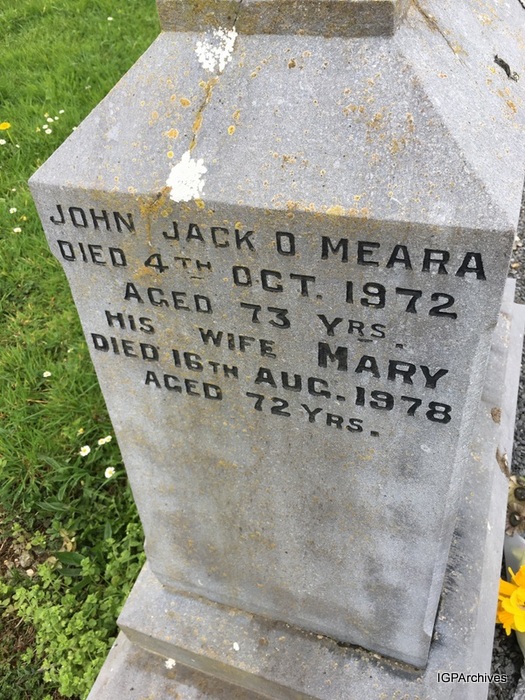 JOHN JACK O MEARA
DIED 4TH OCT. 1972
AGED 73 YRS.
HIS WIFE MARY
DIED 16TH AUG. 1978
AGED 72 YRS.
IGPArchives